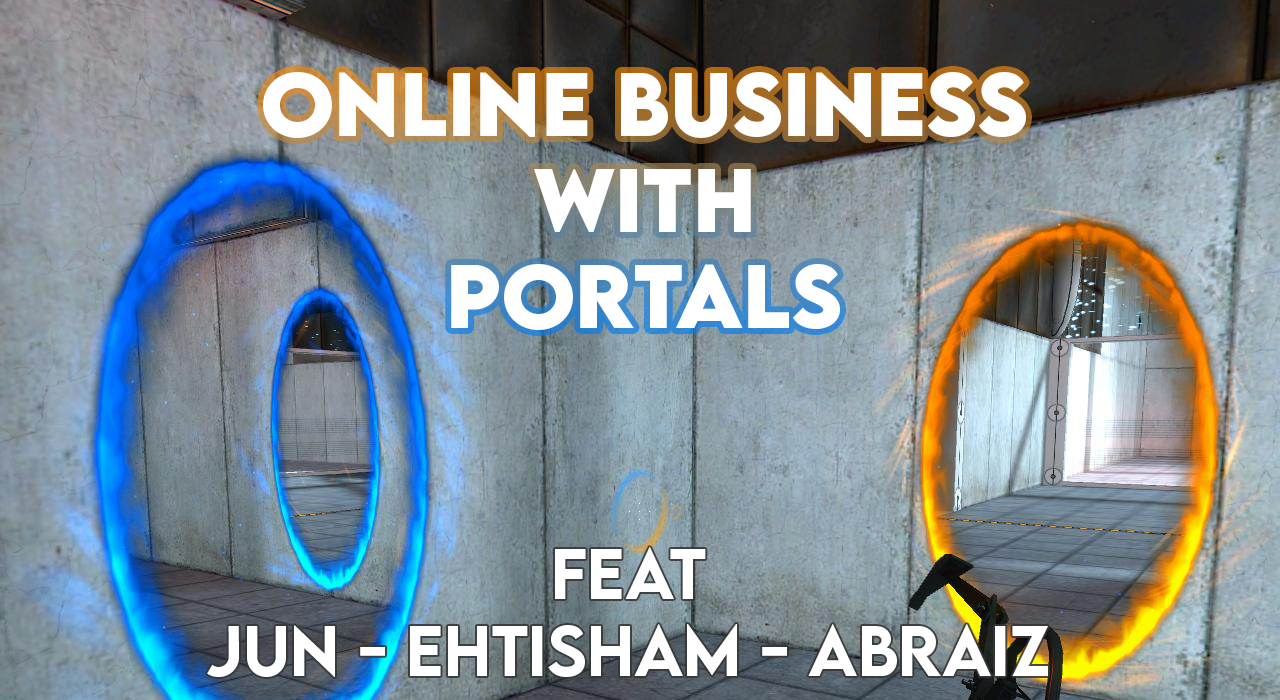 ONLINE BUSINESS
WITH
PORTALS
FEAT
JUN - EHTISHAM - ABRAIZ